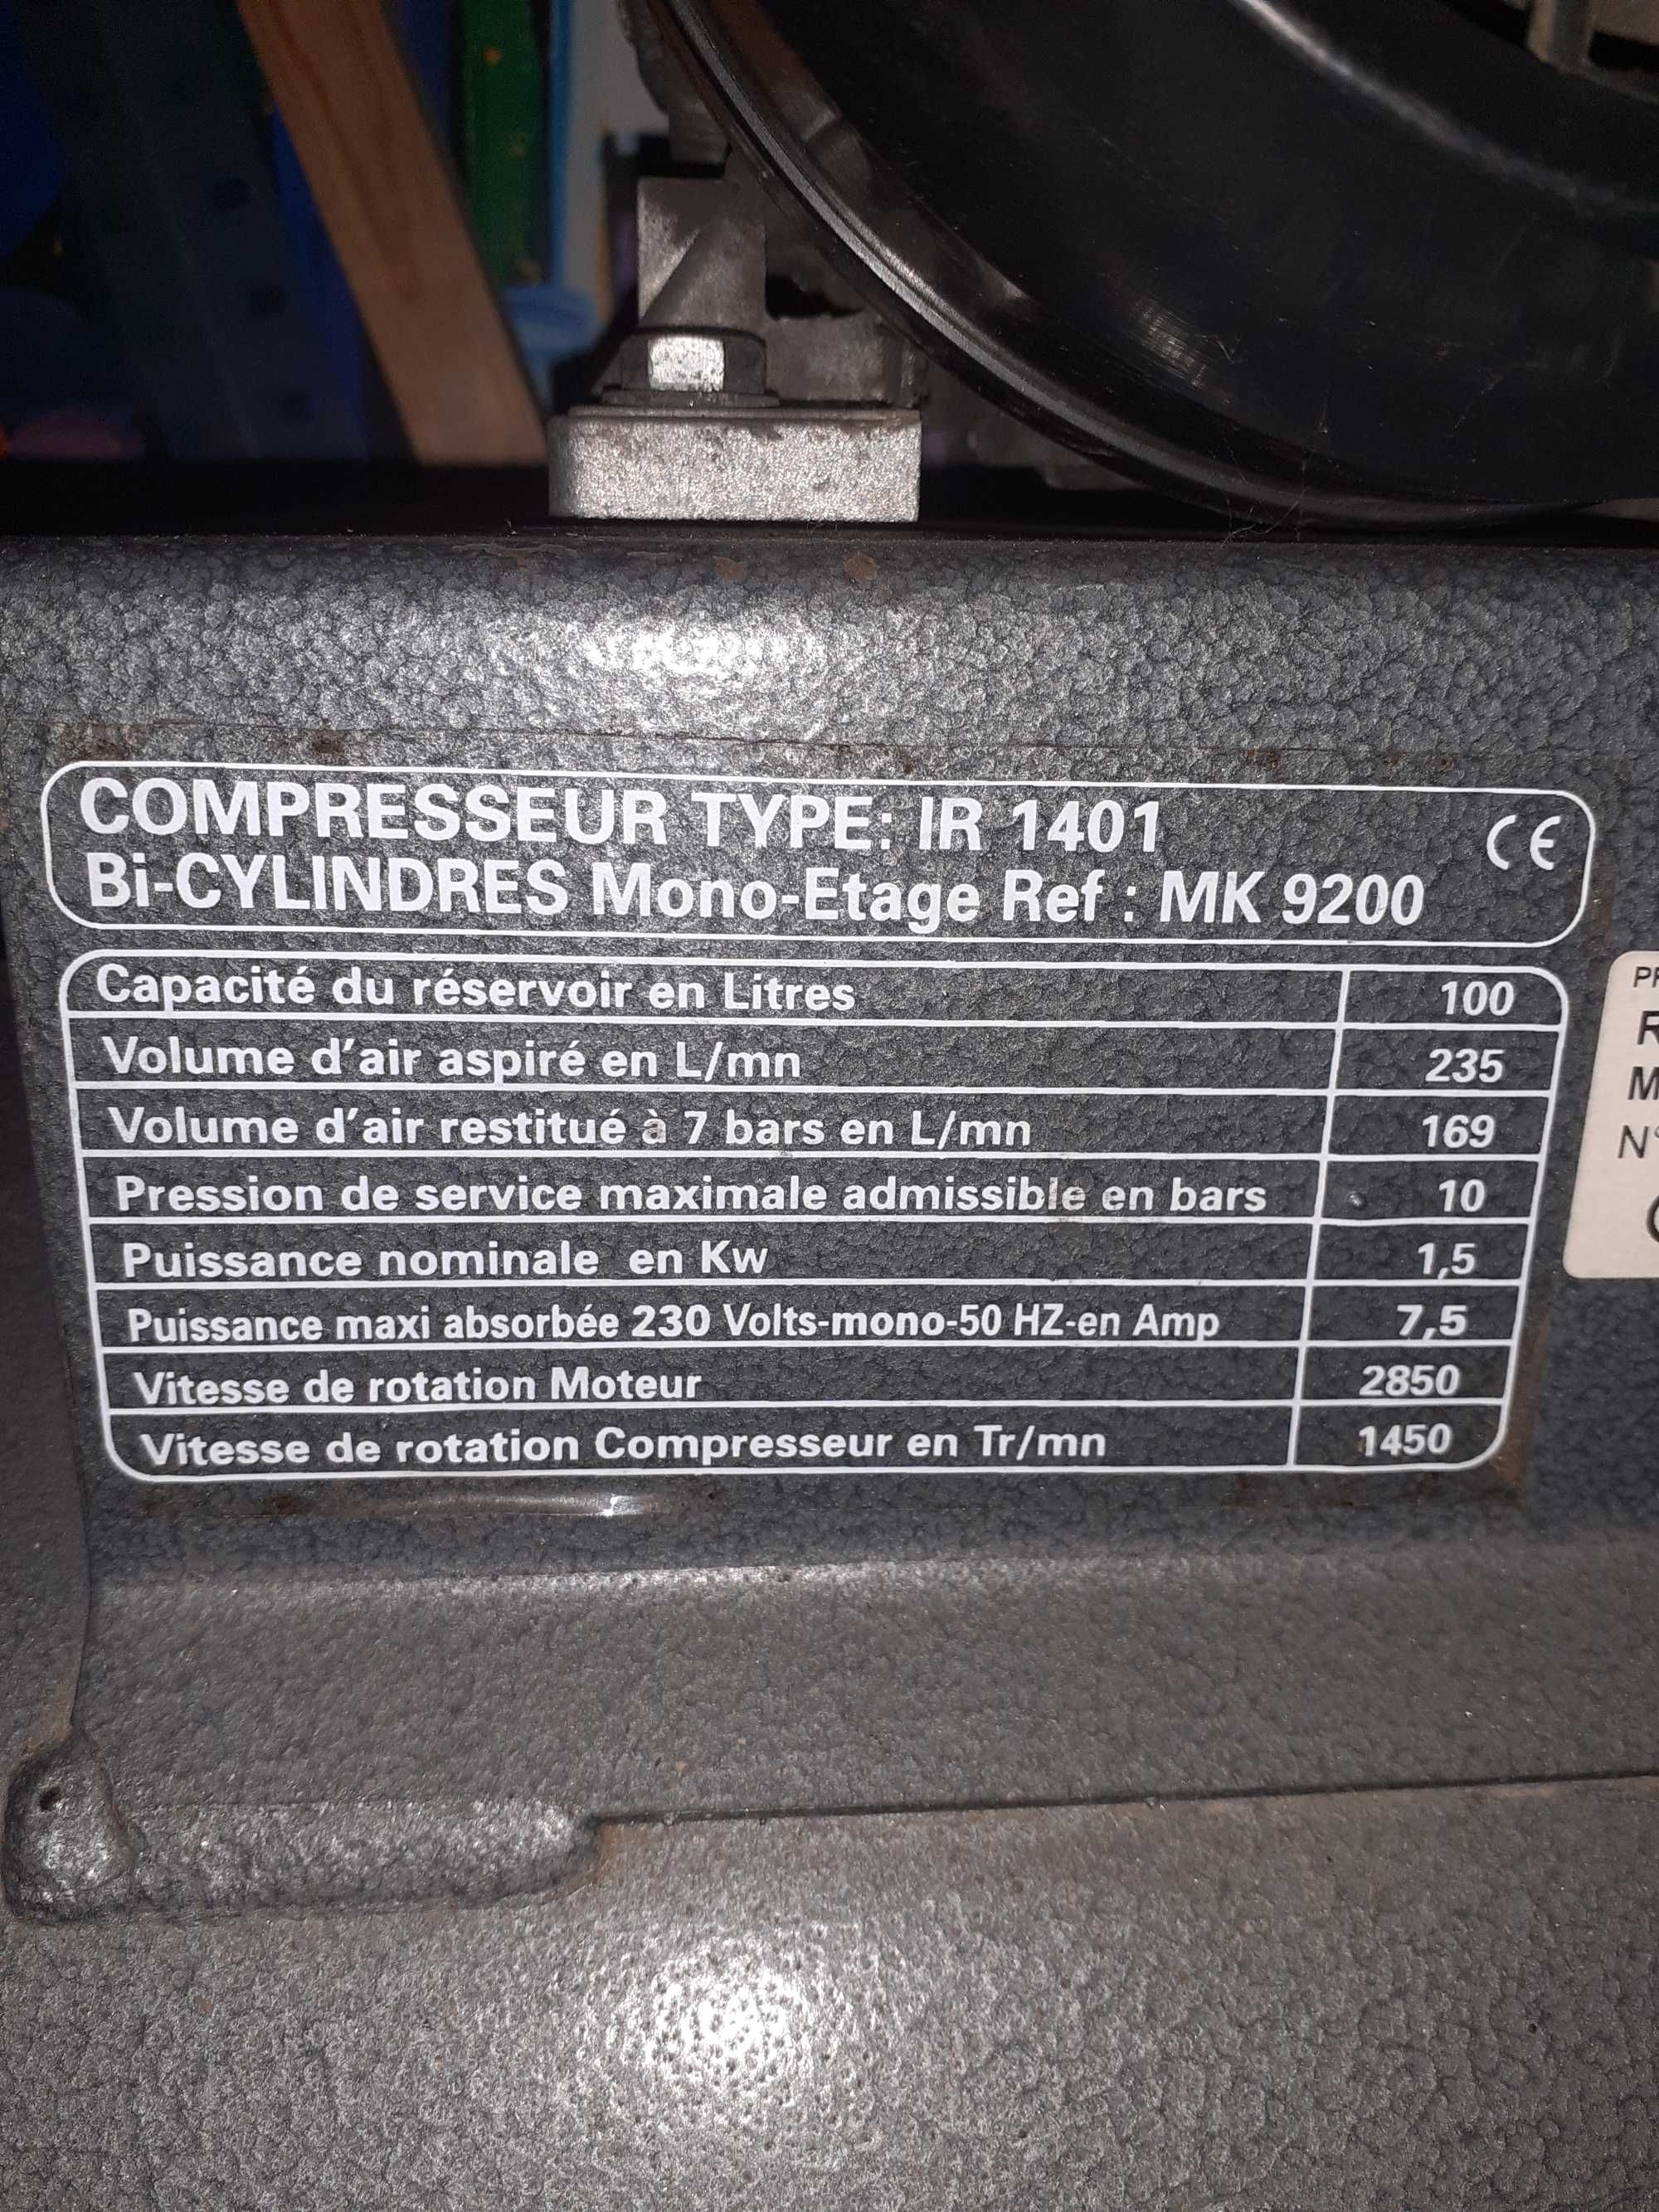 COMPRESSEUR TYPE: IR 1401 CE
Bi-CYLINDRES Mono-Etage Ref : MK 9200
Capacité du réservoir en Litres 100
Volume d'air aspiré en L/mn 235
Volume d'air restitué à 7 bars en L/mn 169
Pression de service maximale admissible en bars 10
Puissance nominale en Kw 1,5
Puissance maxi absorbée 230 Volts-mono-50 HZ-en Amp 7,5
Vitesse de rotation Moteur 2850
Vitesse de rotation Compresseur en Tr/mn 1450